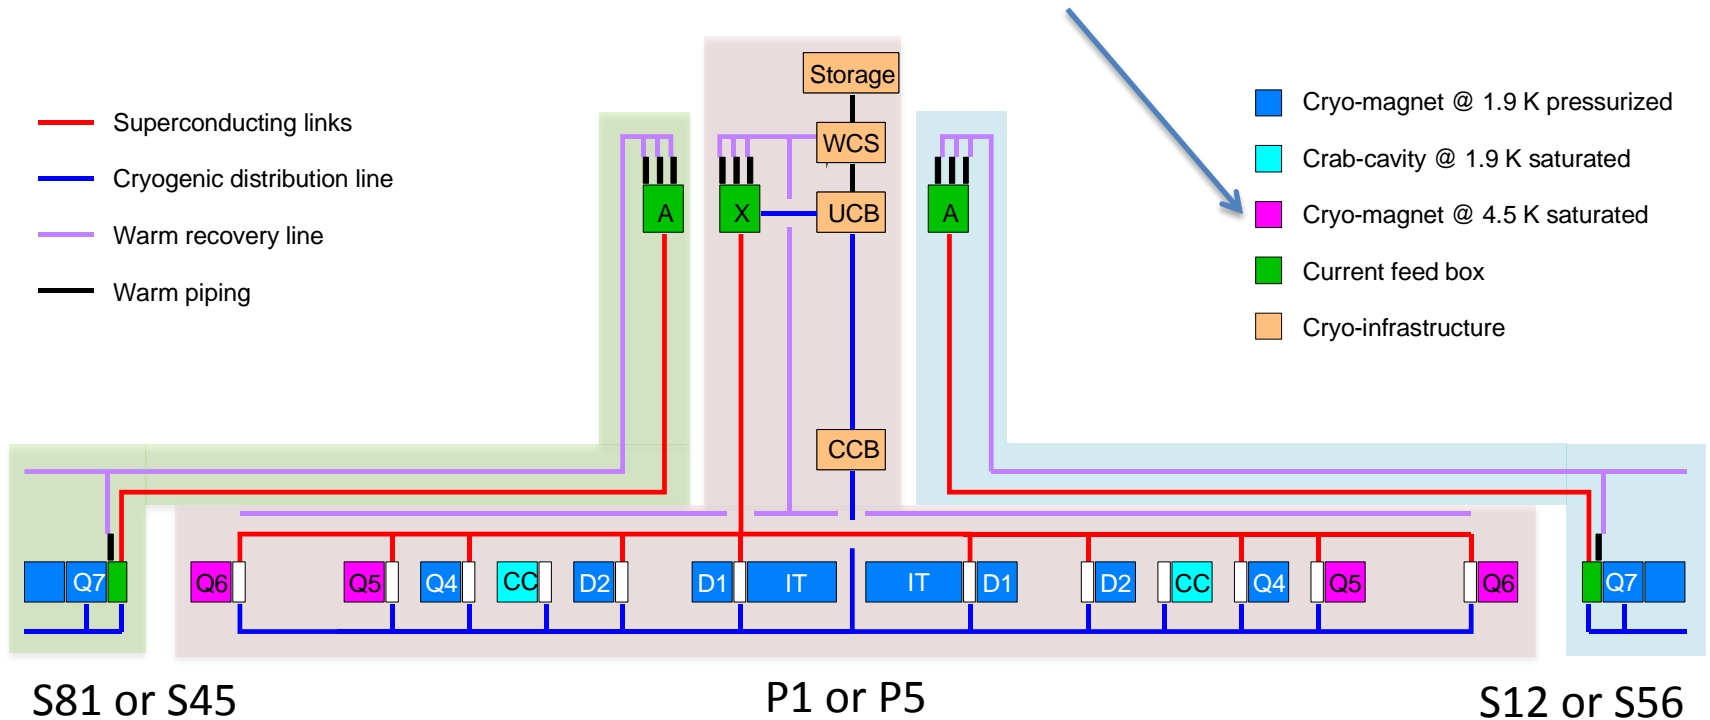 Storage
Superconducting links
Cryogenic distribution line
Warm recovery line
Warm piping
WCS
A
X
UCB
A
Cryo-magnet @ 1.9 K pressurized
Crab-cavity @ 1.9 K saturated
Cryo-magnet @ 4.5 K saturated
Current feed box
Cryo-infrastructure
CCB
Q7 Q6 Q5 Q4 CC D2 D1 IT IT D1 D2 CC Q4 Q5 Q6 Q7
S81 or S45
P1 or P5
S12 or S56